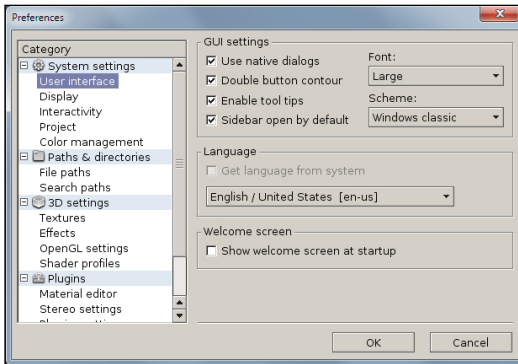 Preferences
Category
System settings
User interface
Display
Interactivity
Project
Color management
Paths & directories
File paths
Search paths
3D settings
Textures
Effects
OpenGL settings
Shader profiles
Plugins
Material editor
Stereo settings
GUI settings
Use native dialogs
Double button contour
Enable tool tips
Sidebar open by default
Font:
Large
Scheme:
Windows classic
Language
Get language from system
English / United States [en-us]
Welcome screen
Show welcome screen at startup
OK
Cancel